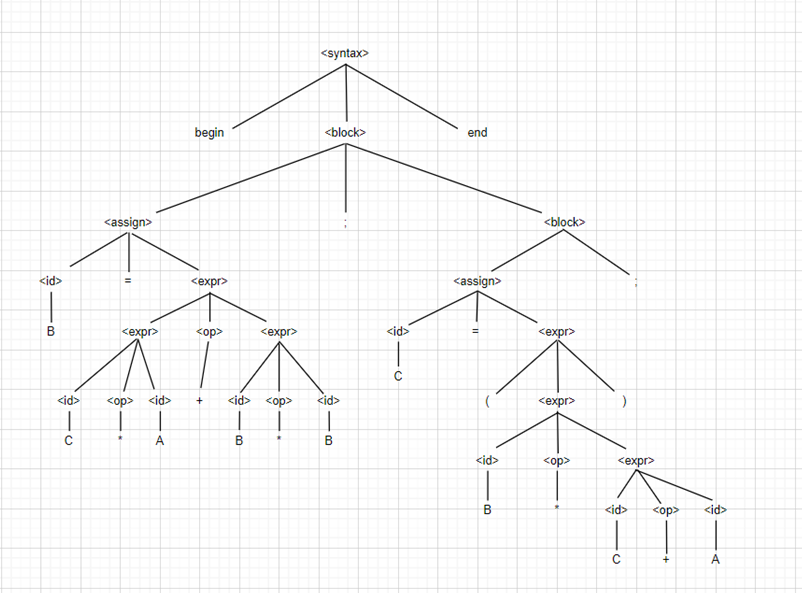 <syntax>
begin <block> end
<assign> ; <block>
<id> = <expr> <assign> ;
B <expr> <op> <expr> <id> = <expr>
C
<id> <op> <id> + <id> <op> <id> ( <expr> )
C * A B * B
<id> <op> <expr>
B * <id> <op> <id>
C + A